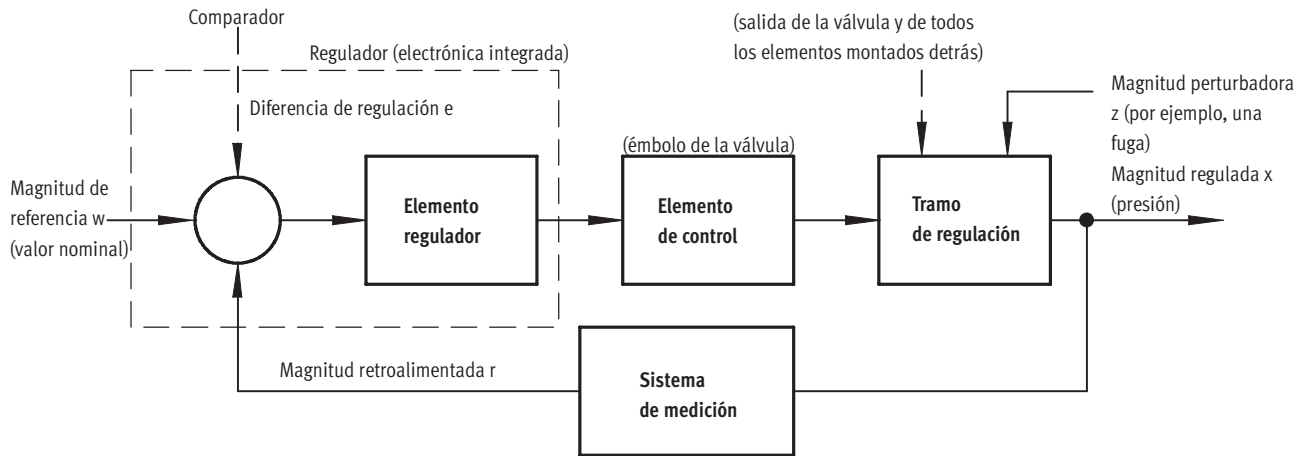 Comparador
Regulador (electrónica integrada)
(salida de la válvula y de todos
los elementos montados detrás)
Diferencia de regulación e
Magnitud perturbadora
z (por ejemplo, una
fuga)
Magnitud regulada x
(presión)
(émbolo de la válvula)
Magnitud de
referencia w
(valor nominal)
Elemento
regulador
Elemento
de control
Tramo
de regulación
Magnitud retroalimentada r
Sistema
de medición